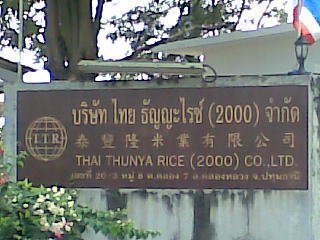 บริษัท ไทย ธัญญะไรซ์ (2000) จำกัด
泰豐隆米業有限公司
ITR
THAI THUNYA RICE (2000) CO.,LTD.
เลขที่ 20/3 หมู่ 8 ต.คลอง 7 อ.คลองหลวง จ.ปทุมธานี